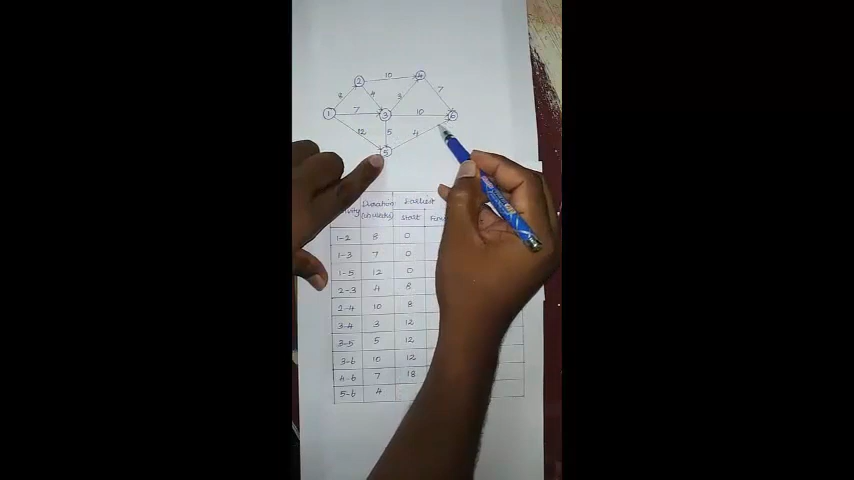 10
2
4
8
4
3
7
7
10
1
3
6
12
5
4
5
Duration Earliest
(in weeks) Start
1-2 8 0
1-3 7 0
1-5 12 0
2-3 4 8
2-4 10 8
3-4 3 12
3-5 5 12
3-6 10 12
4-6 7 18
5-6 4